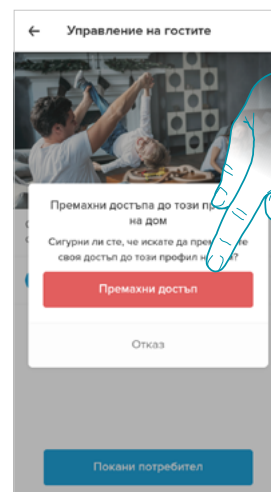 Управление на гостите
Премахни достъпа до този
на дом
Сигурни ли сте, че искате да
своя достъп до този профил
Премахни достъп
Отказ
Покани потребител